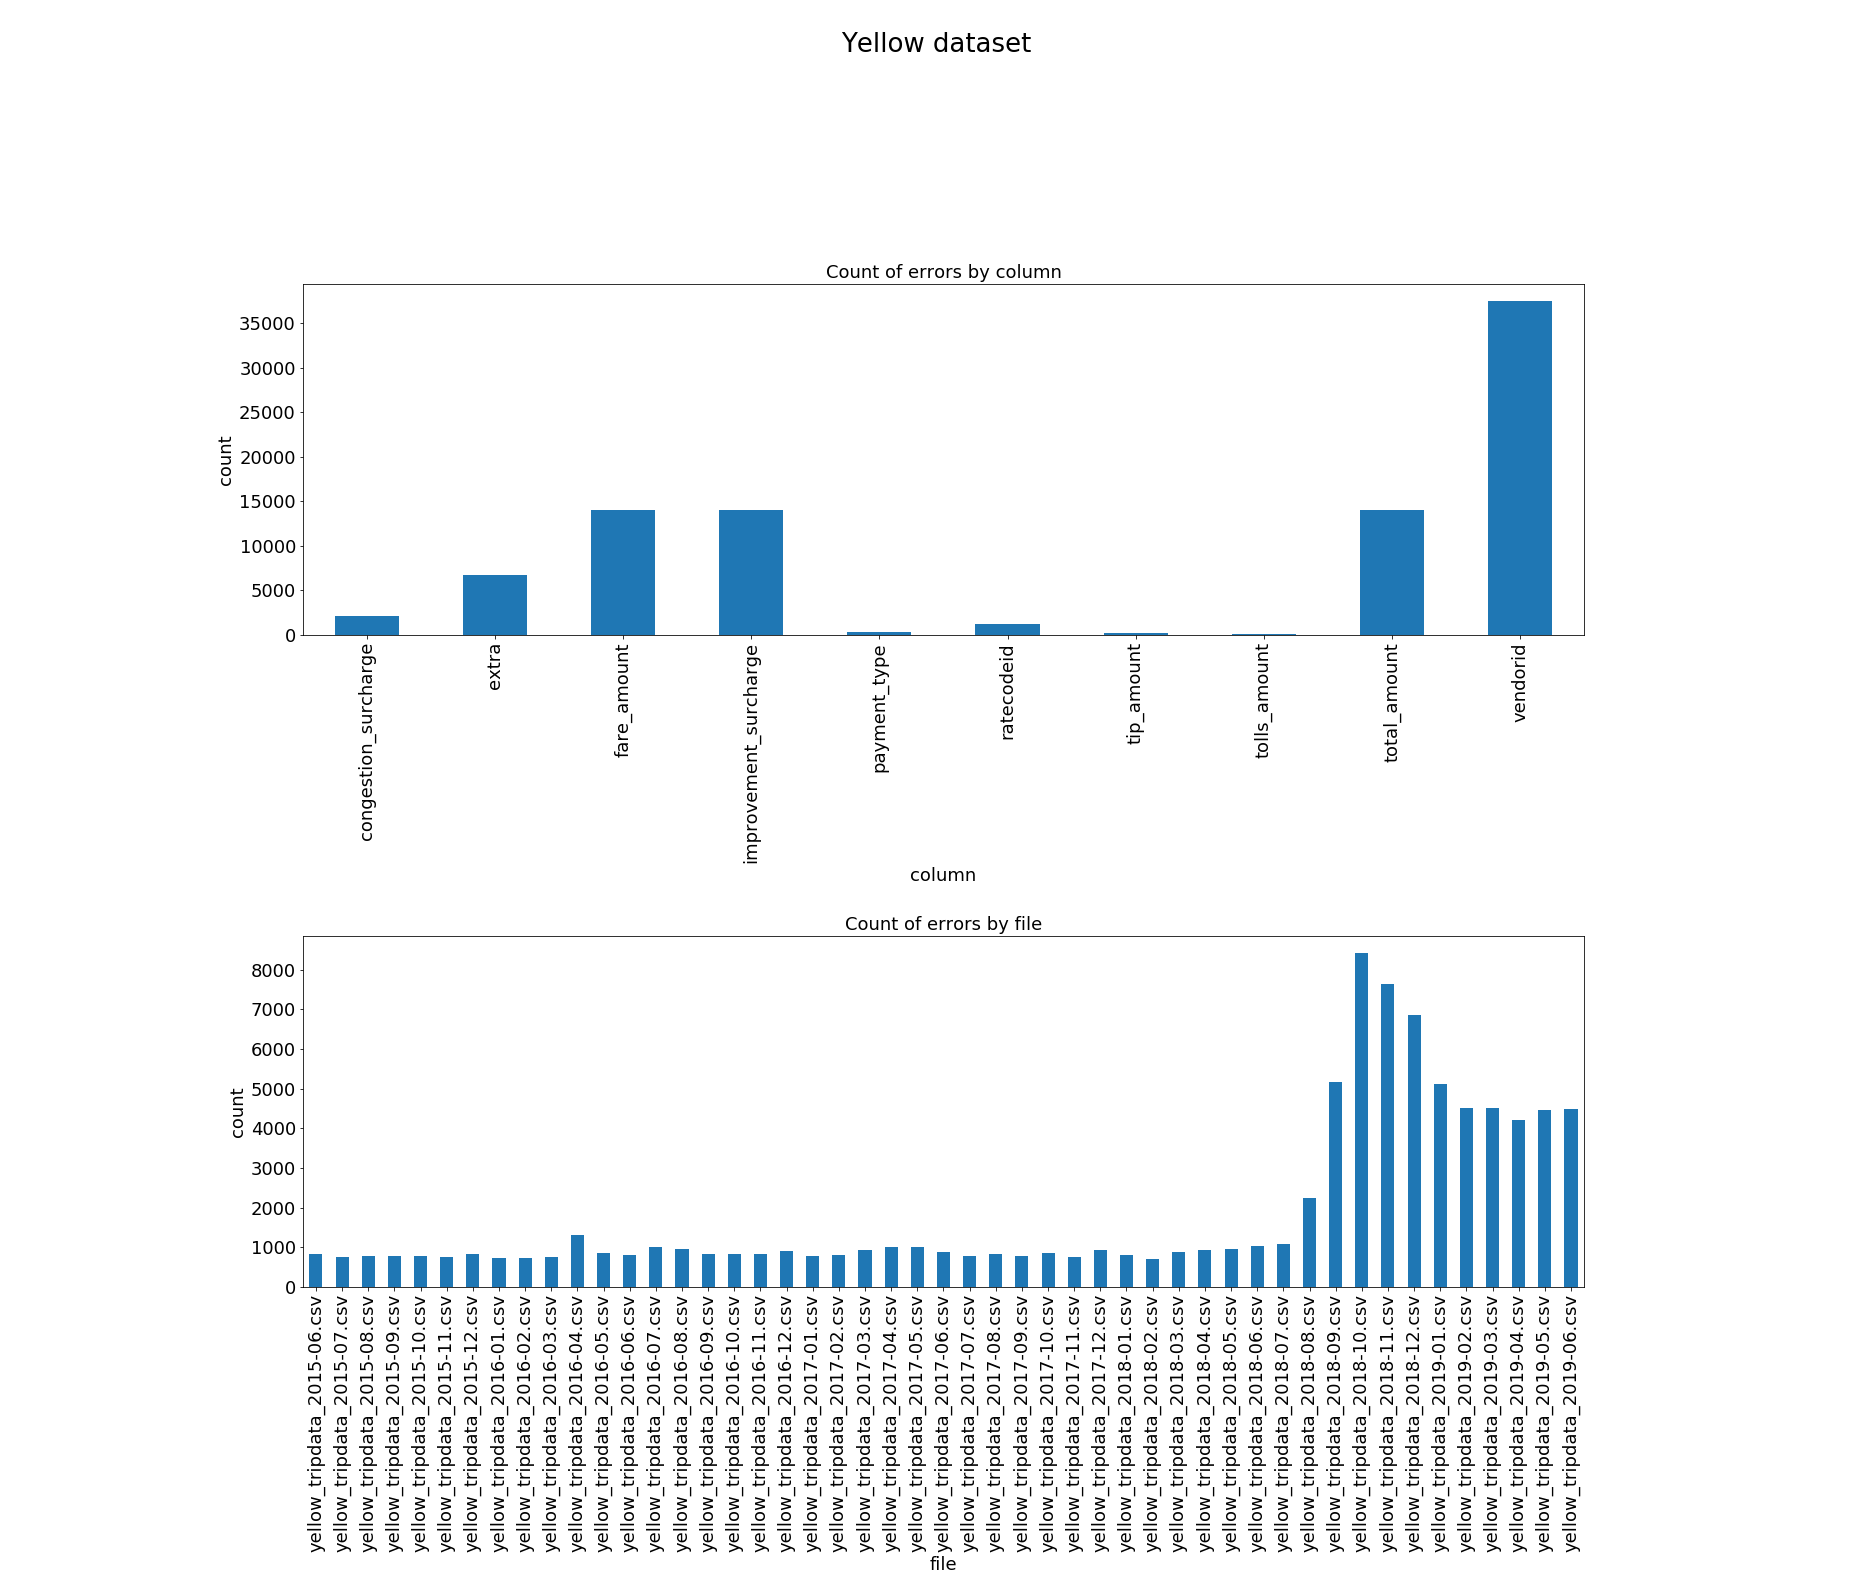 Yellow dataset
Count of errors by column
35000
30000
25000
20000
15000
10000
5000
0
count
congestion_surcharge
extra
fare_amount
improvement_surcharge
payment_type
ratecodeid
tip_amount
tolls_amount
total_amount
vendorid
column
Count of errors by file
8000
7000
6000
5000
4000
3000
2000
1000
0
count
yellow_tripdata_2015-06.csv
yellow_tripdata_2015-07.csv
yellow_tripdata_2015-08.csv
yellow_tripdata_2015-09.csv
yellow_tripdata_2015-10.csv
yellow_tripdata_2015-11.csv
yellow_tripdata_2015-12.csv
yellow_tripdata_2016-01.csv
yellow_tripdata_2016-02.csv
yellow_tripdata_2016-03.csv
yellow_tripdata_2016-04.csv
yellow_tripdata_2016-05.csv
yellow_tripdata_2016-06.csv
yellow_tripdata_2016-07.csv
yellow_tripdata_2016-08.csv
yellow_tripdata_2016-09.csv
yellow_tripdata_2016-10.csv
yellow_tripdata_2016-11.csv
yellow_tripdata_2016-12.csv
yellow_tripdata_2017-01.csv
yellow_tripdata_2017-02.csv
yellow_tripdata_2017-03.csv
yellow_tripdata_2017-04.csv
yellow_tripdata_2017-05.csv
yellow_tripdata_2017-06.csv
yellow_tripdata_2017-07.csv
yellow_tripdata_2017-08.csv
yellow_tripdata_2017-09.csv
yellow_tripdata_2017-10.csv
yellow_tripdata_2017-11.csv
yellow_tripdata_2017-12.csv
yellow_tripdata_2018-01.csv
yellow_tripdata_2018-02.csv
yellow_tripdata_2018-03.csv
yellow_tripdata_2018-04.csv
yellow_tripdata_2018-05.csv
yellow_tripdata_2018-06.csv
yellow_tripdata_2018-07.csv
yellow_tripdata_2018-08.csv
yellow_tripdata_2018-09.csv
yellow_tripdata_2018-10.csv
yellow_tripdata_2018-11.csv
yellow_tripdata_2018-12.csv
yellow_tripdata_2019-01.csv
yellow_tripdata_2019-02.csv
yellow_tripdata_2019-03.csv
yellow_tripdata_2019-04.csv
yellow_tripdata_2019-05.csv
yellow_tripdata_2019-06.csv
file